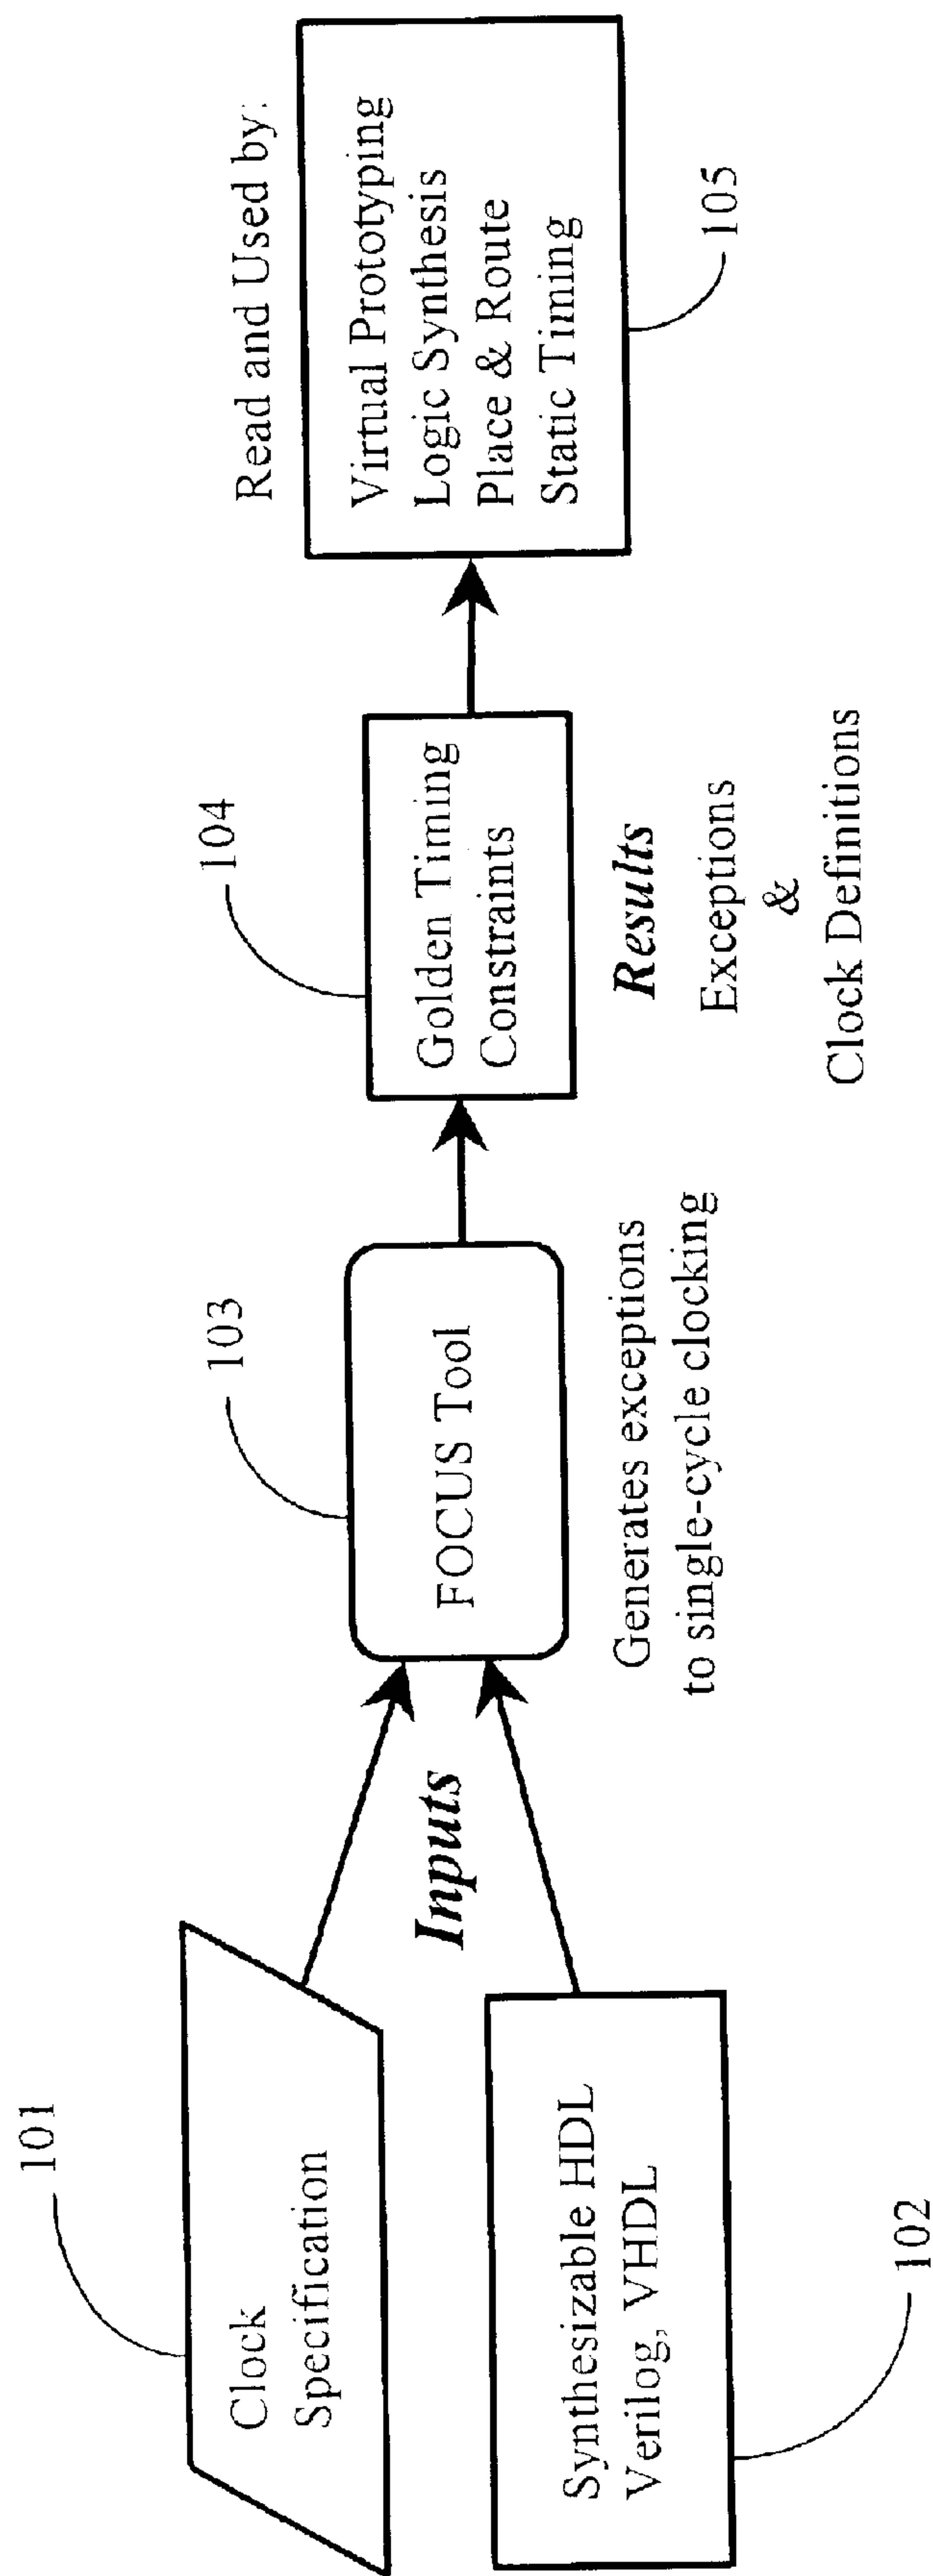 101
Clock
Specification
Synthesizable HDL
Verilog, VHDL
102
Inputs
103
FOCUS Tool
Generates exceptions
to single-cycle clocking
104
Golden Timing
Constraints
Results
Exceptions
&
Clock Definitions
Read and Used by:
Virtual Prototyping
Logic Synthesis
Place & Route
Static Timing
105